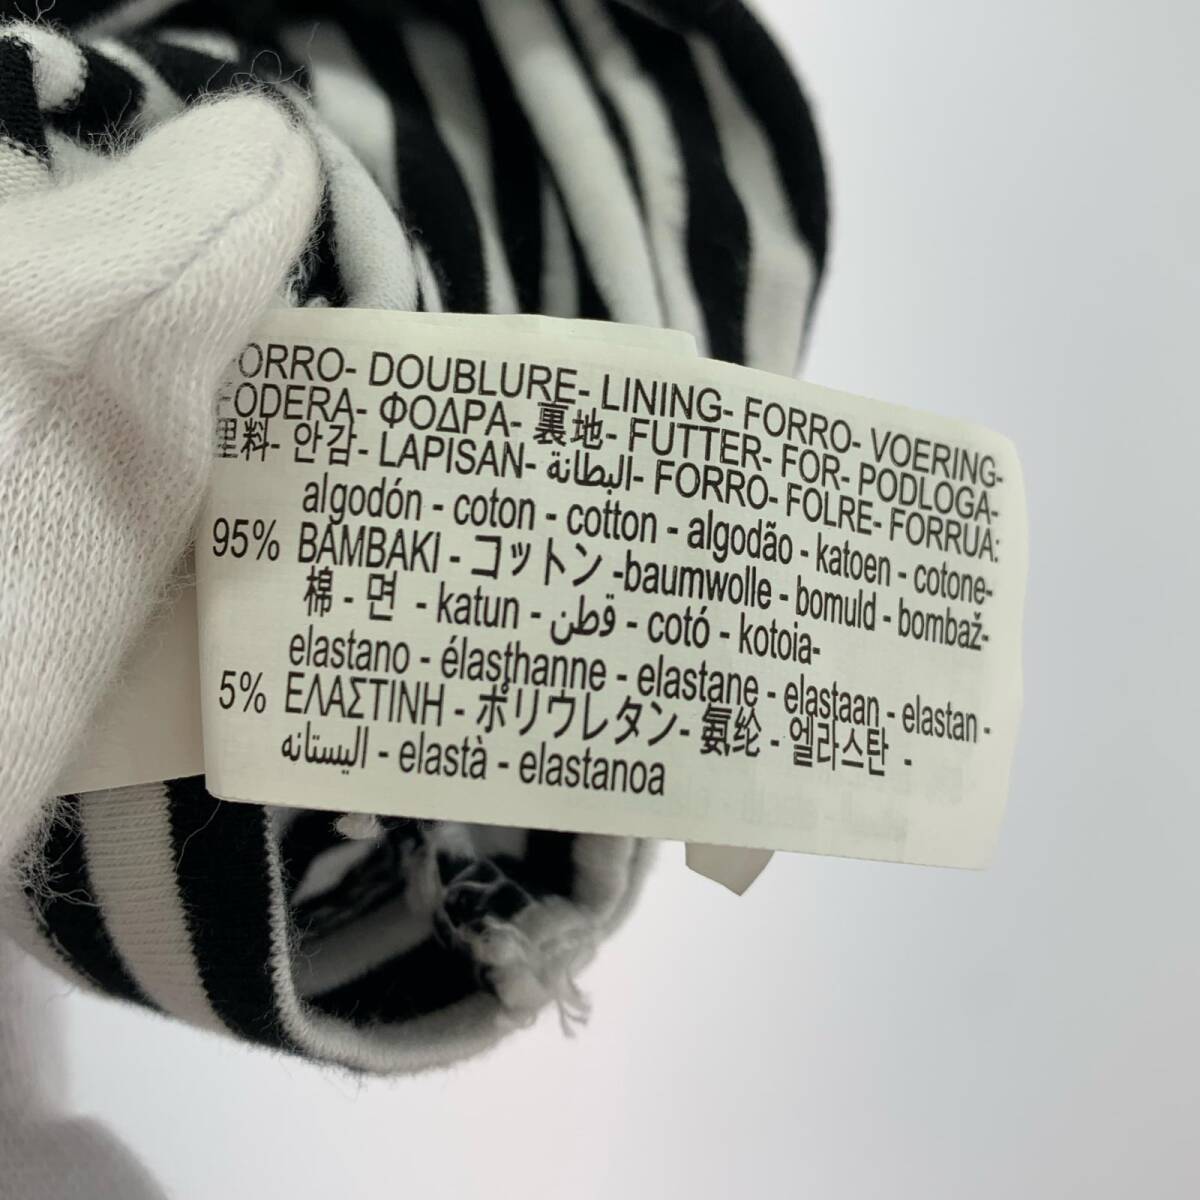 FORRO- DOUBLURE- LINING- FORRO- VOERING-
FODERA- ΦΟΔΡΑ- 裏地- FUTTER- FOR- PODLOGA-
里料- 안감- LAPISAN- البطانة- FORRO- FOLRE- FORRUA:
algodón - coton - cotton - algodão - katoen - cotone-
95% BAMBAKI - コットン -baumwolle - bomuld - bombaž-
棉 - 면 - katun - قطن - cotó - kotoia-
elastano - élasthanne - elastane - elastaan - elastan -
5% ΕΛΑΣΤΙΝΗ - ポリウレタン- 氨纶 - 엘라스탄 -
اليستانه - elastà - elastanoa